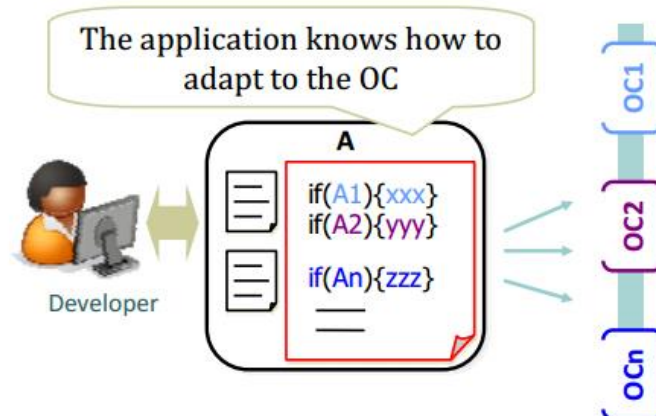 The application knows how to
adapt to the OC
A
if(A1){xxx}
if(A2){yyy}
if(An){zzz}
Developer
OC1
OC2
OCn